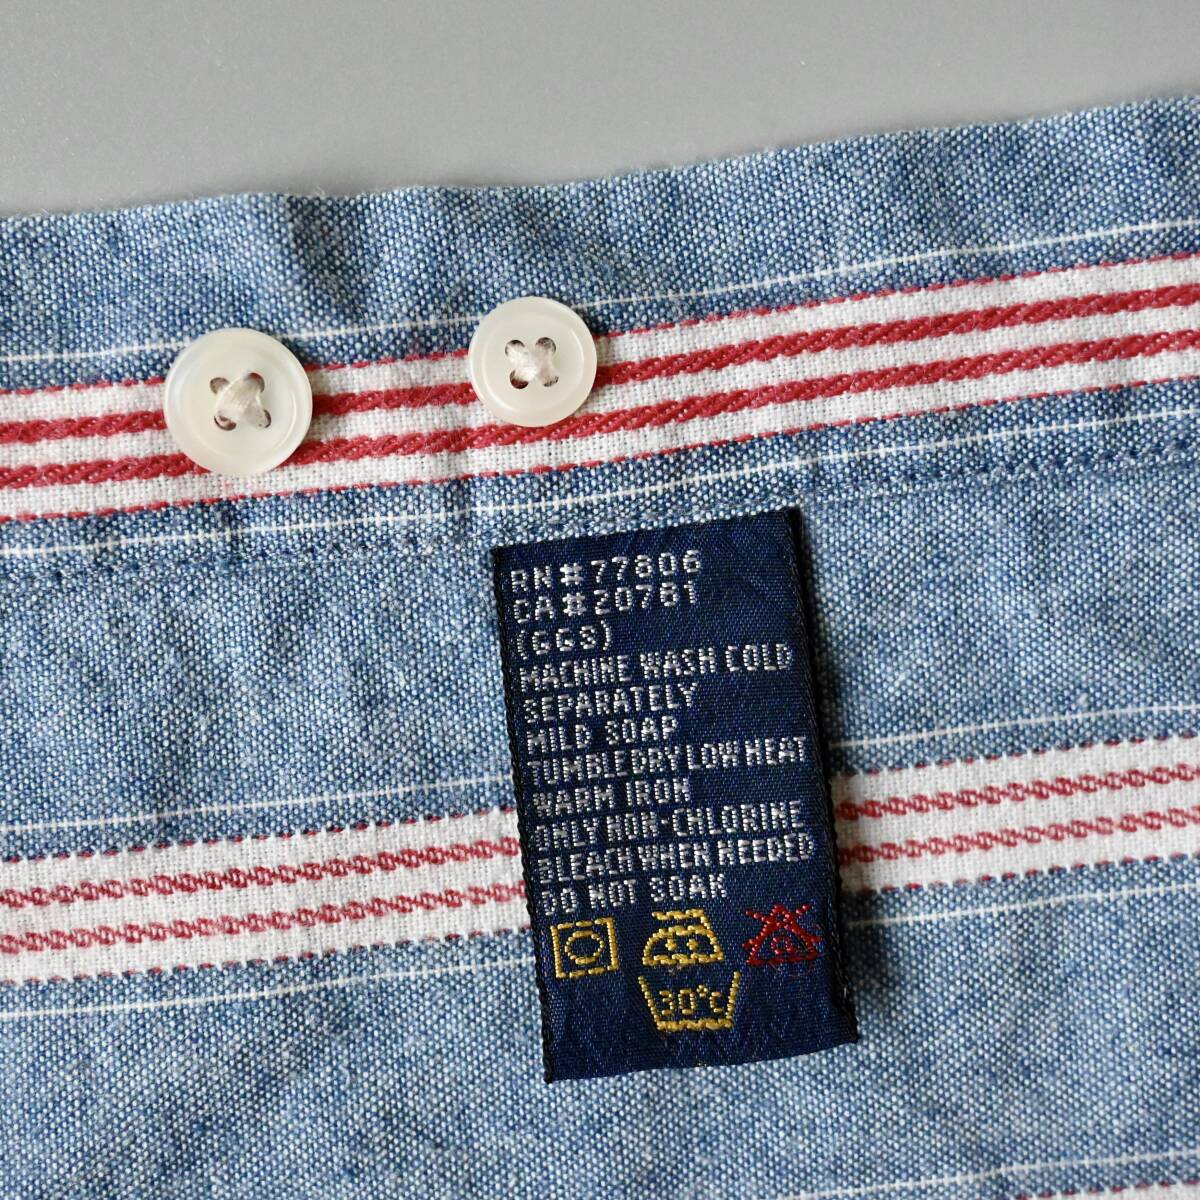 RN#77806
CA#20781
(GGS)
MACHINE WASH COLD
SEPARATELY
MILD SOAP
TUMBLE DRY LOW HEAT
WARM IRON
ONLY NON-CHLORINE
BLEACH WHEN NEEDED
DO NOT SOAK
30°C